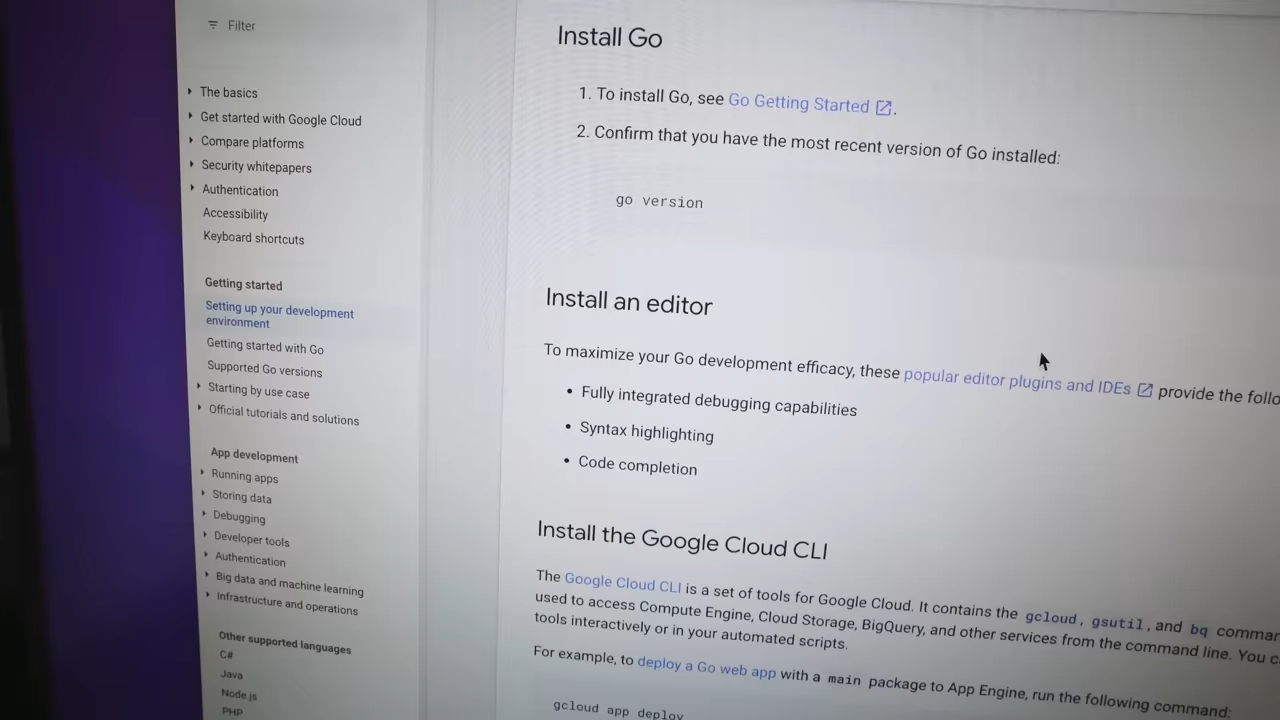 Filter
The basics
Get started with Google Cloud
Compare platforms
Security whitepapers
Authentication
Accessibility
Keyboard shortcuts
Getting started
Setting up your development
environment
Getting started with Go
Supported Go versions
Starting by use case
Official tutorials and solutions
App development
Running apps
Storing data
Debugging
Developer tools
Authentication
Big data and machine learning
Infrastructure and operations
Other supported languages
C#
Java
Node js
PHP
Install Go
1. To install Go, see Go Getting Started.
2. Confirm that you have the most recent version of Go installed:
go version
Install an editor
To maximize your Go development efficacy, these popular editor plugins and IDEs provide the follo
• Fully integrated debugging capabilities
• Syntax highlighting
• Code completion
Install the Google Cloud CLI
The Google Cloud CLI is a set of tools for Google Cloud. It contains the gcloud, gsutil, and bq comman
used to access Compute Engine, Cloud Storage, BigQuery, and other services from the command line. You c
tools interactively or in your automated scripts.
For example, to deploy a Go web app with a main package to App Engine, run the following command:
gcloud app deploy